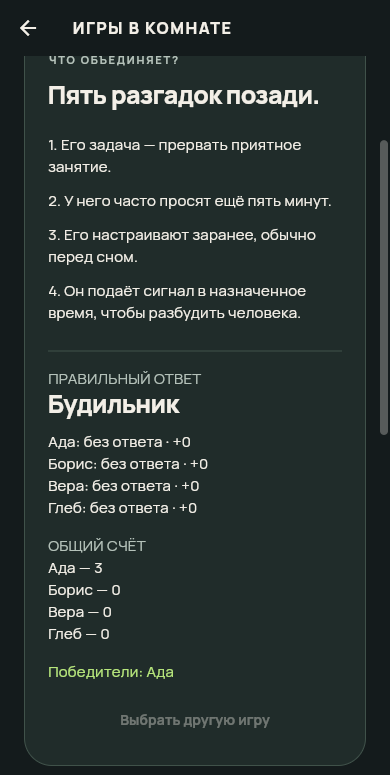 ИГРЫ В КОМНАТЕ
ЧТО ОБЪЕДИНЯЕТ?
Пять разгадок позади.
1. Его задача — прервать приятное
занятие.
2. У него часто просят ещё пять минут.
3. Его настраивают заранее, обычно
перед сном.
4. Он подаёт сигнал в назначенное
время, чтобы разбудить человека.
ПРАВИЛЬНЫЙ ОТВЕТ
Будильник
Ада: без ответа · +0
Борис: без ответа · +0
Вера: без ответа · +0
Глеб: без ответа · +0
ОБЩИЙ СЧЁТ
Ада — 3
Борис — 0
Вера — 0
Глеб — 0
Победители: Ада
Выбрать другую игру